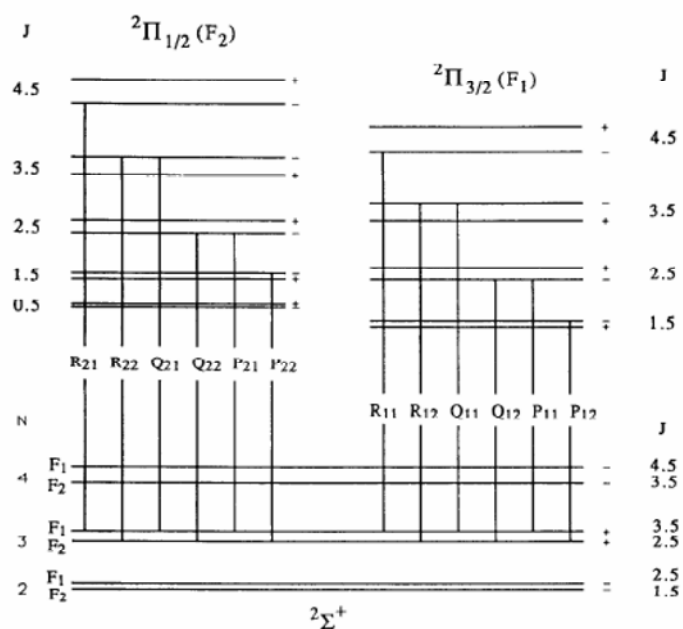 J ²Π₁/₂ (F₂)
²Π₃/₂ (F₁) J
+
4.5
−
+
4.5
−
−
3.5
+
−
3.5
+
+
2.5
−
+
2.5
−
−
1.5
+
0.5
−
1.5
+
R₂₁ R₂₂ Q₂₁ Q₂₂ P₂₁ P₂₂
R₁₁ R₁₂ Q₁₁ Q₁₂ P₁₁ P₁₂
N J
F₁ − 4.5
4
F₂ − 3.5
F₁ + 3.5
3
F₂ + 2.5
F₁ − 2.5
2
F₂ − 1.5
²Σ⁺